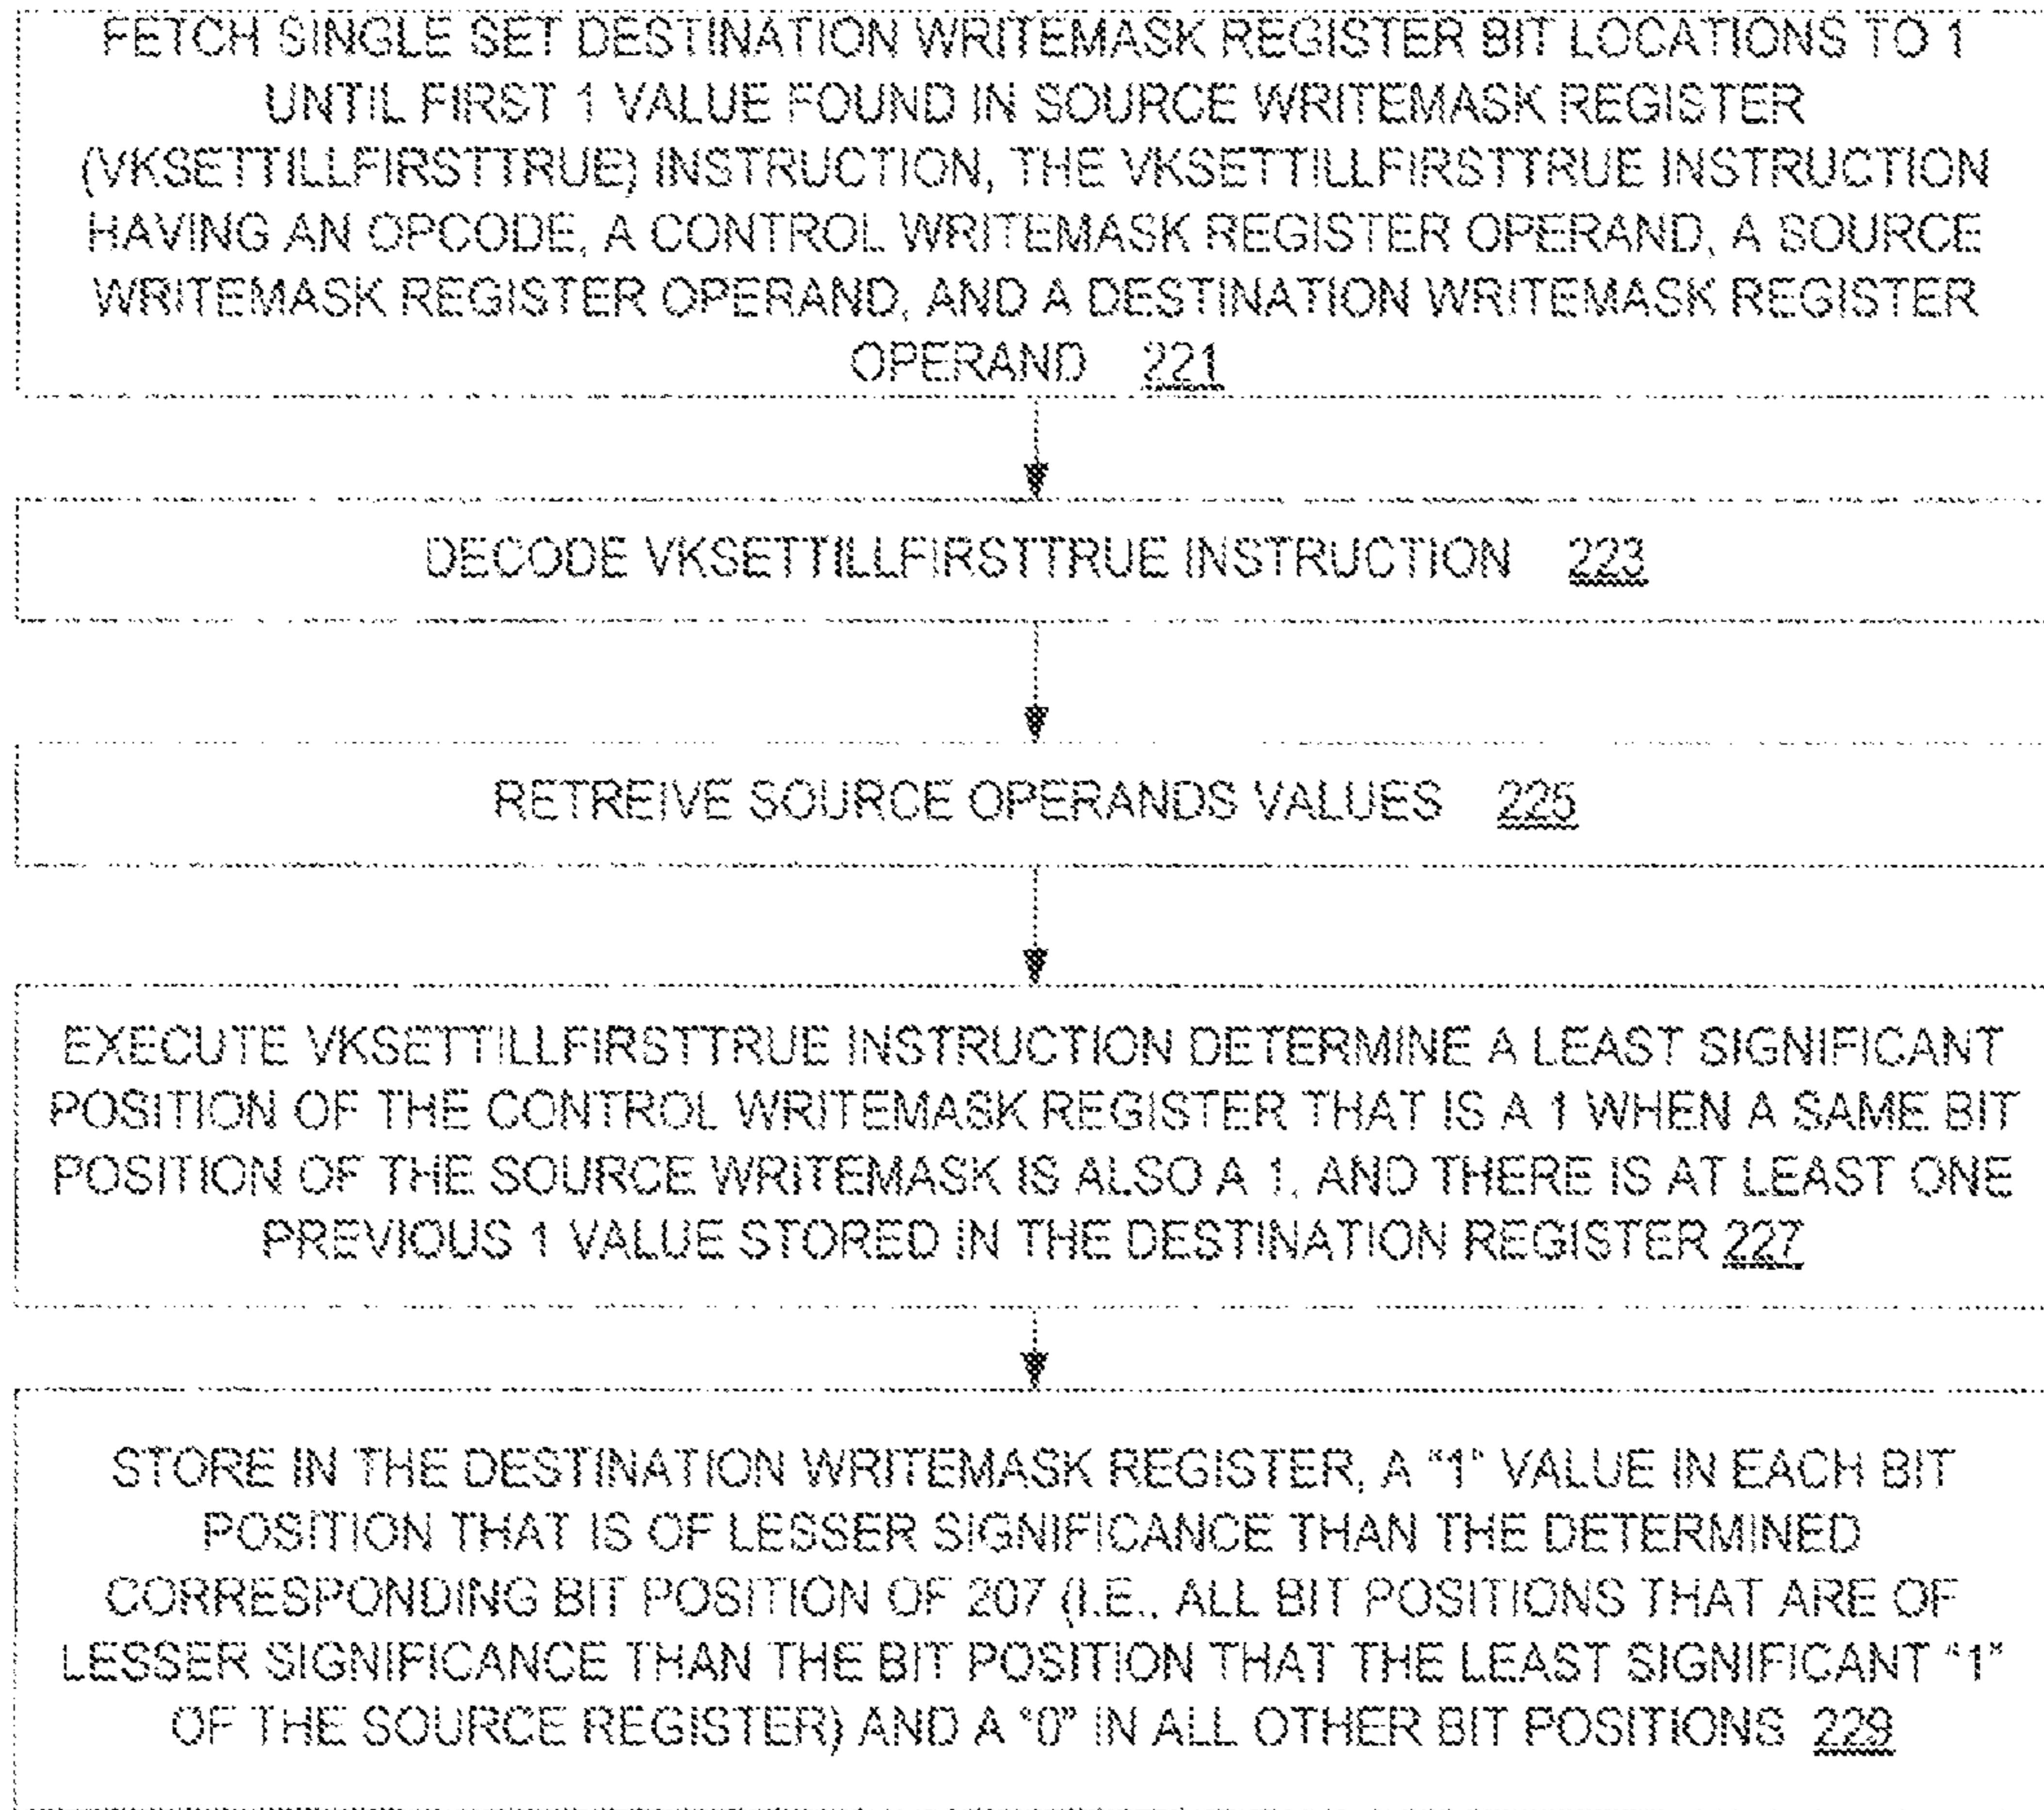 FETCH SINGLE SET DESTINATION WRITEMASK REGISTER BIT LOCATIONS TO 1
UNTIL FIRST 1 VALUE FOUND IN SOURCE WRITEMASK REGISTER
(VKSETTILLFIRSTTRUE) INSTRUCTION, THE VKSETTILLFIRSTTRUE INSTRUCTION
HAVING AN OPCODE, A CONTROL WRITEMASK REGISTER OPERAND, A SOURCE
WRITEMASK REGISTER OPERAND, AND A DESTINATION WRITEMASK REGISTER
OPERAND 221
DECODE VKSETTILLFIRSTTRUE INSTRUCTION 223
RETREIVE SOURCE OPERANDS VALUES 225
EXECUTE VKSETTILLFIRSTTRUE INSTRUCTION DETERMINE A LEAST SIGNIFICANT
POSITION OF THE CONTROL WRITEMASK REGISTER THAT IS A 1 WHEN A SAME BIT
POSITION OF THE SOURCE WRITEMASK IS ALSO A 1, AND THERE IS AT LEAST ONE
PREVIOUS 1 VALUE STORED IN THE DESTINATION REGISTER 227
STORE IN THE DESTINATION WRITEMASK REGISTER, A "1" VALUE IN EACH BIT
POSITION THAT IS OF LESSER SIGNIFICANCE THAN THE DETERMINED
CORRESPONDING BIT POSITION OF 207 (I.E., ALL BIT POSITIONS THAT ARE OF
LESSER SIGNIFICANCE THAN THE BIT POSITION THAT THE LEAST SIGNIFICANT "1"
OF THE SOURCE REGISTER) AND A "0" IN ALL OTHER BIT POSITIONS 229